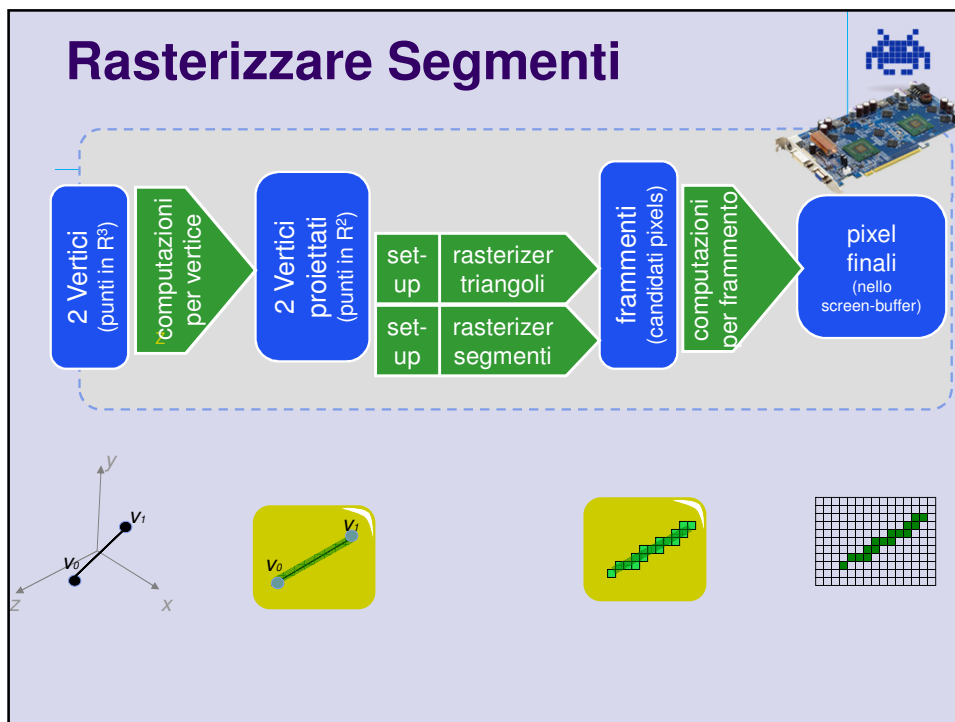 Rasterizzare Segmenti
2 Vertici
(punti in R³)
computazioni
per vertice
Z
2 Vertici
proiettati
(punti in R²)
set-
up
rasterizer
triangoli
set-
up
rasterizer
segmenti
frammenti
(candidati pixels)
computazioni
per frammento
pixel
finali
(nello
screen-buffer)
y
v₁
v₀
z
x
v₁
v₀